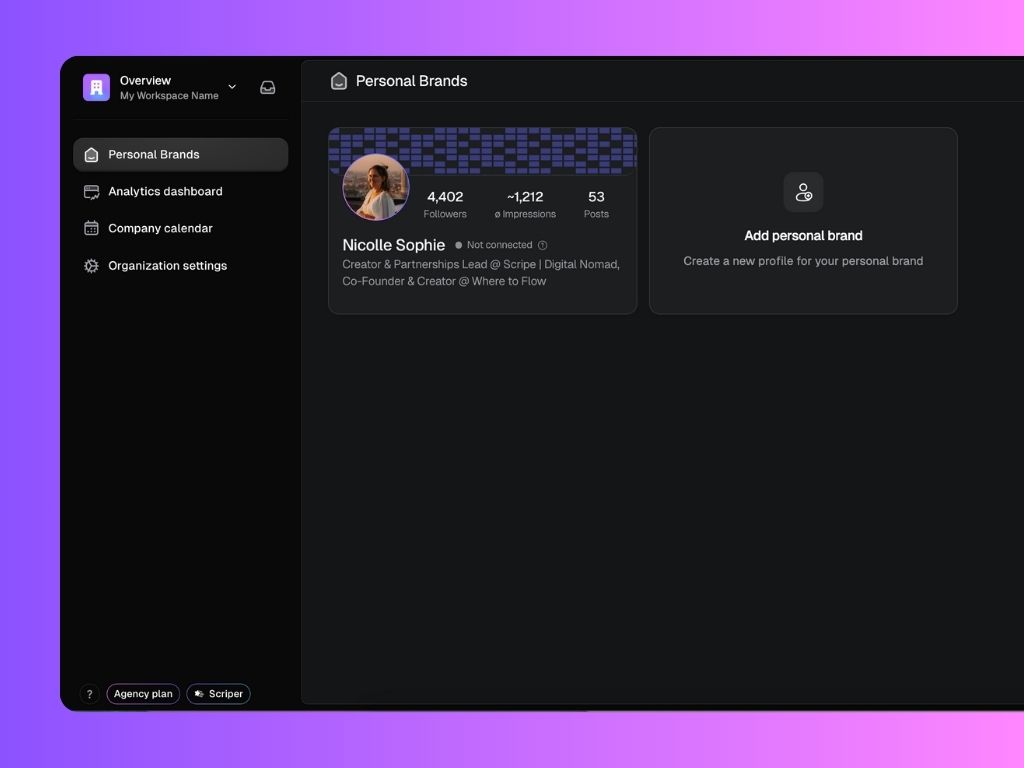 Overview
My Workspace Name
Personal Brands
Analytics dashboard
Company calendar
Organization settings
?
Agency plan
Scriper
Personal Brands
4,402
Followers
~1,212
ø Impressions
53
Posts
Nicolle Sophie
Not connected
Creator & Partnerships Lead @ Scripe | Digital Nomad,
Co-Founder & Creator @ Where to Flow
Add personal brand
Create a new profile for your personal brand